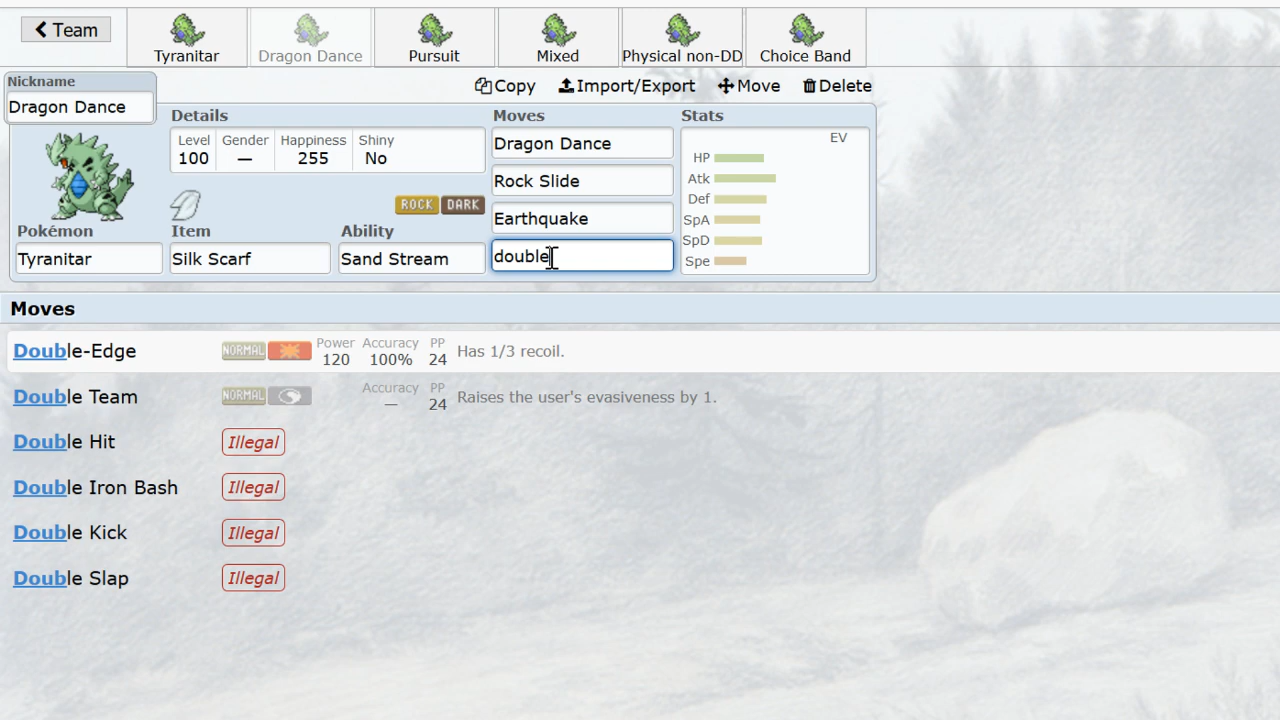 Team
Tyranitar
Dragon Dance
Pursuit
Mixed
Physical non-DD
Choice Band
Nickname
Dragon Dance
Copy
Import/Export
Move
Delete
Details
Level
100
Gender
—
Happiness
255
Shiny
No
ROCK DARK
Pokémon
Tyranitar
Item
Silk Scarf
Ability
Sand Stream
Moves
Dragon Dance
Rock Slide
Earthquake
double
Stats
EV
HP
Atk
Def
SpA
SpD
Spe
Moves
Double-Edge NORMAL Power 120 Accuracy 100% PP 24 Has 1/3 recoil.
Double Team NORMAL Accuracy — PP 24 Raises the user's evasiveness by 1.
Double Hit Illegal
Double Iron Bash Illegal
Double Kick Illegal
Double Slap Illegal